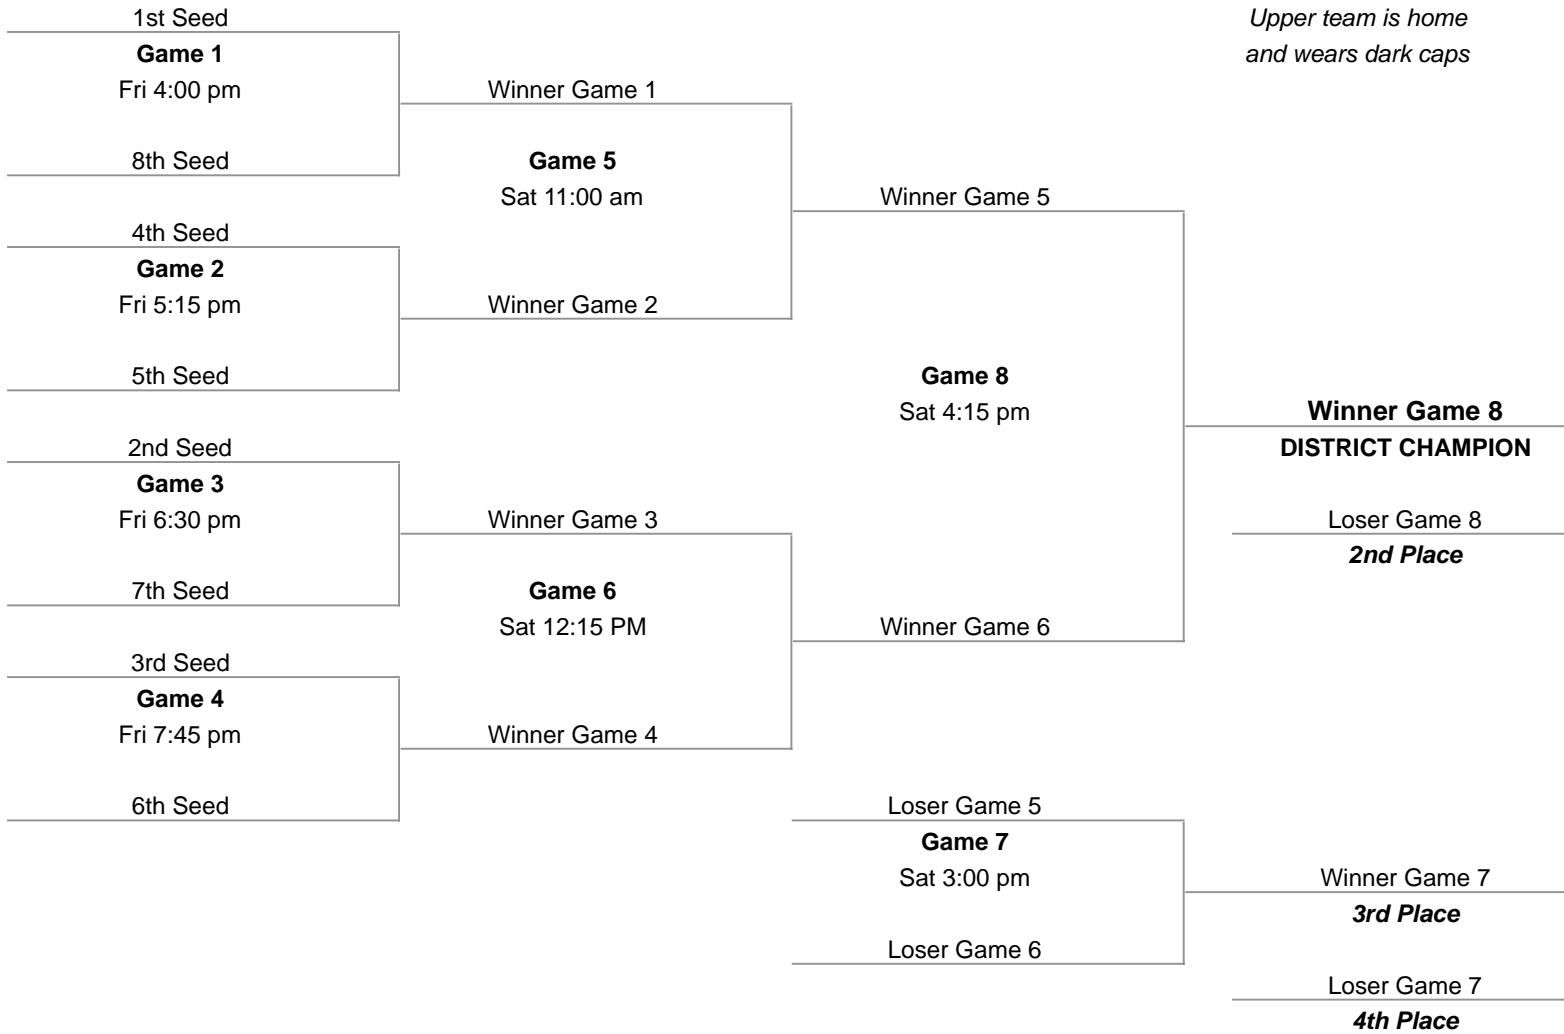 1st Seed
Game 1
Fri 4:00 pm
8th Seed
4th Seed
Game 2
Fri 5:15 pm
5th Seed
2nd Seed
Game 3
Fri 6:30 pm
7th Seed
3rd Seed
Game 4
Fri 7:45 pm
6th Seed
Winner Game 1
Game 5
Sat 11:00 am
Winner Game 2
Winner Game 3
Game 6
Sat 12:15 PM
Winner Game 4
Winner Game 5
Game 8
Sat 4:15 pm
Winner Game 6
Loser Game 5
Game 7
Sat 3:00 pm
Loser Game 6
Upper team is home
and wears dark caps
Winner Game 8
DISTRICT CHAMPION
Loser Game 8
2nd Place
Winner Game 7
3rd Place
Loser Game 7
4th Place